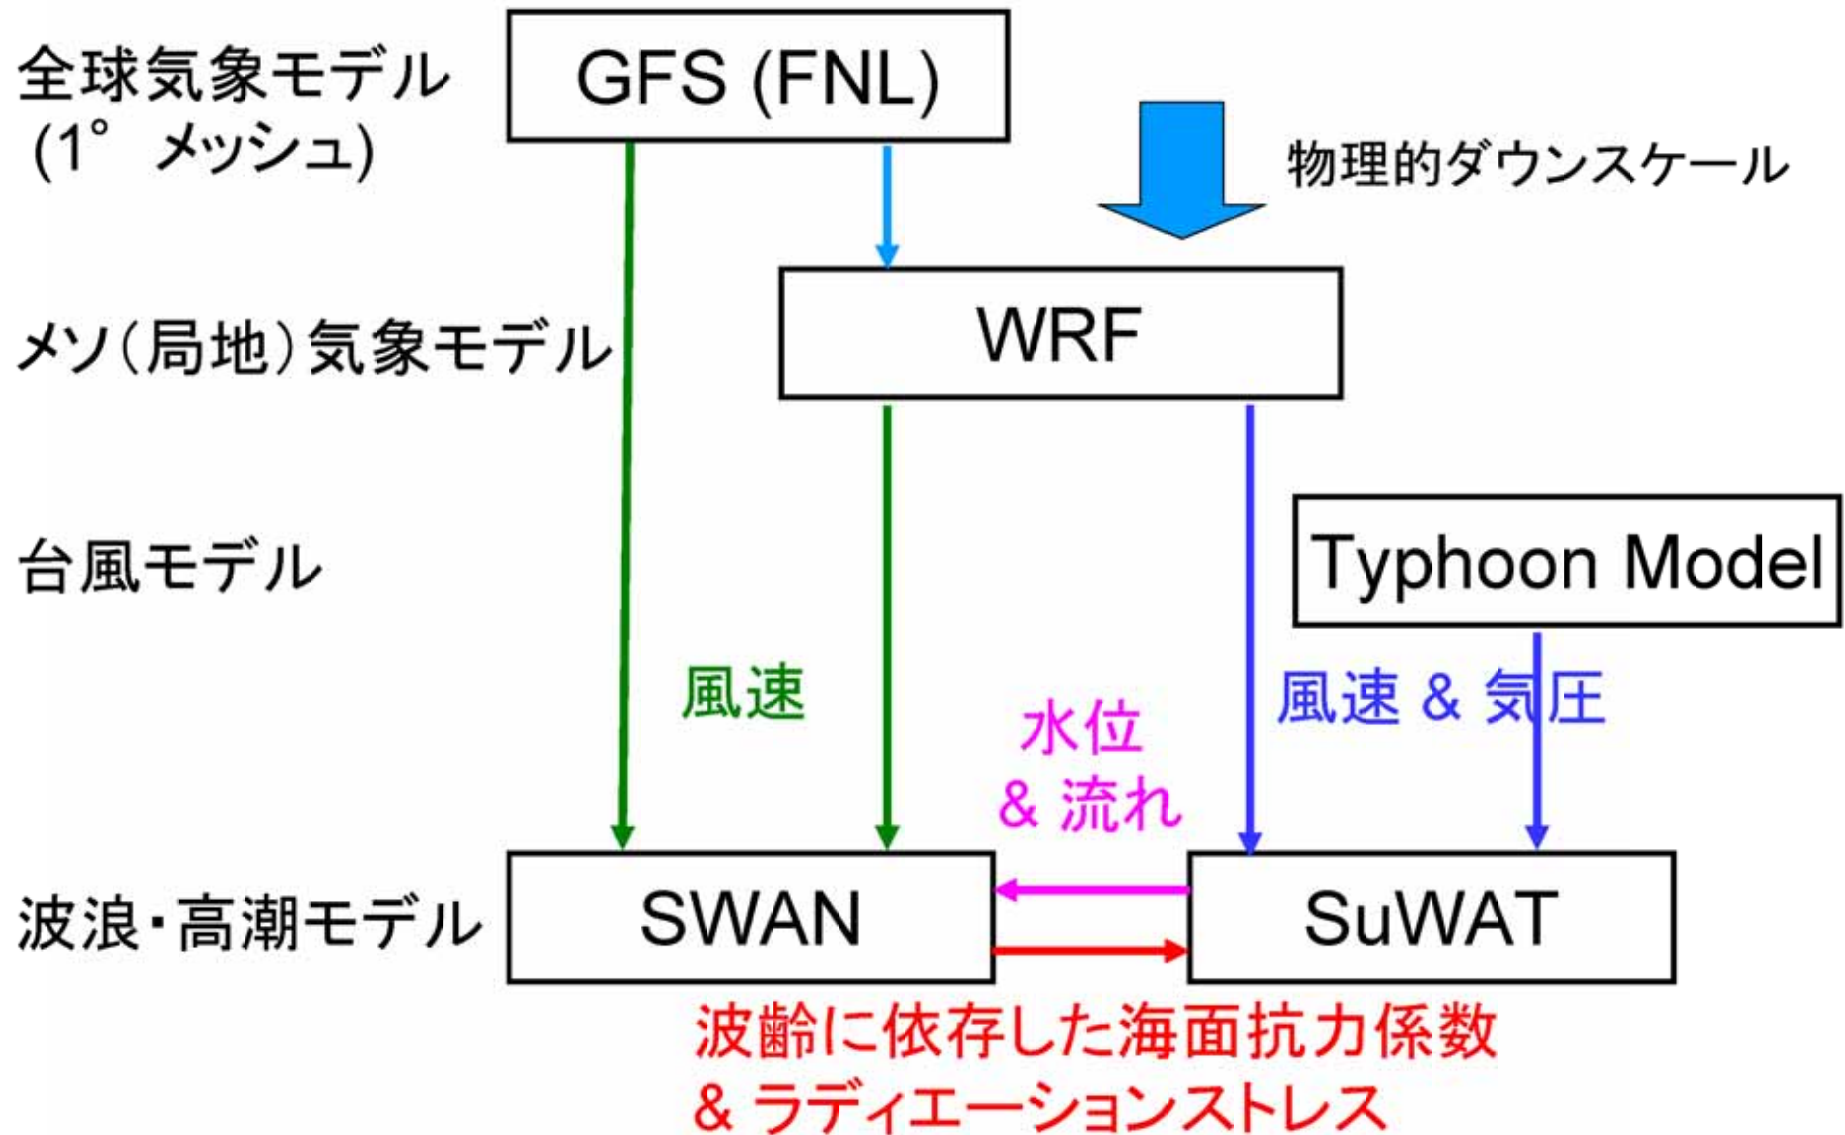 全球気象モデル
(1°メッシュ)
GFS (FNL)
物理的ダウンスケール
メソ（局地）気象モデル
WRF
台風モデル
Typhoon Model
風速
風速 & 気圧
水位
& 流れ
波浪・高潮モデル
SWAN
SuWAT
波齢に依存した海面抗力係数
& ラディエーションストレス